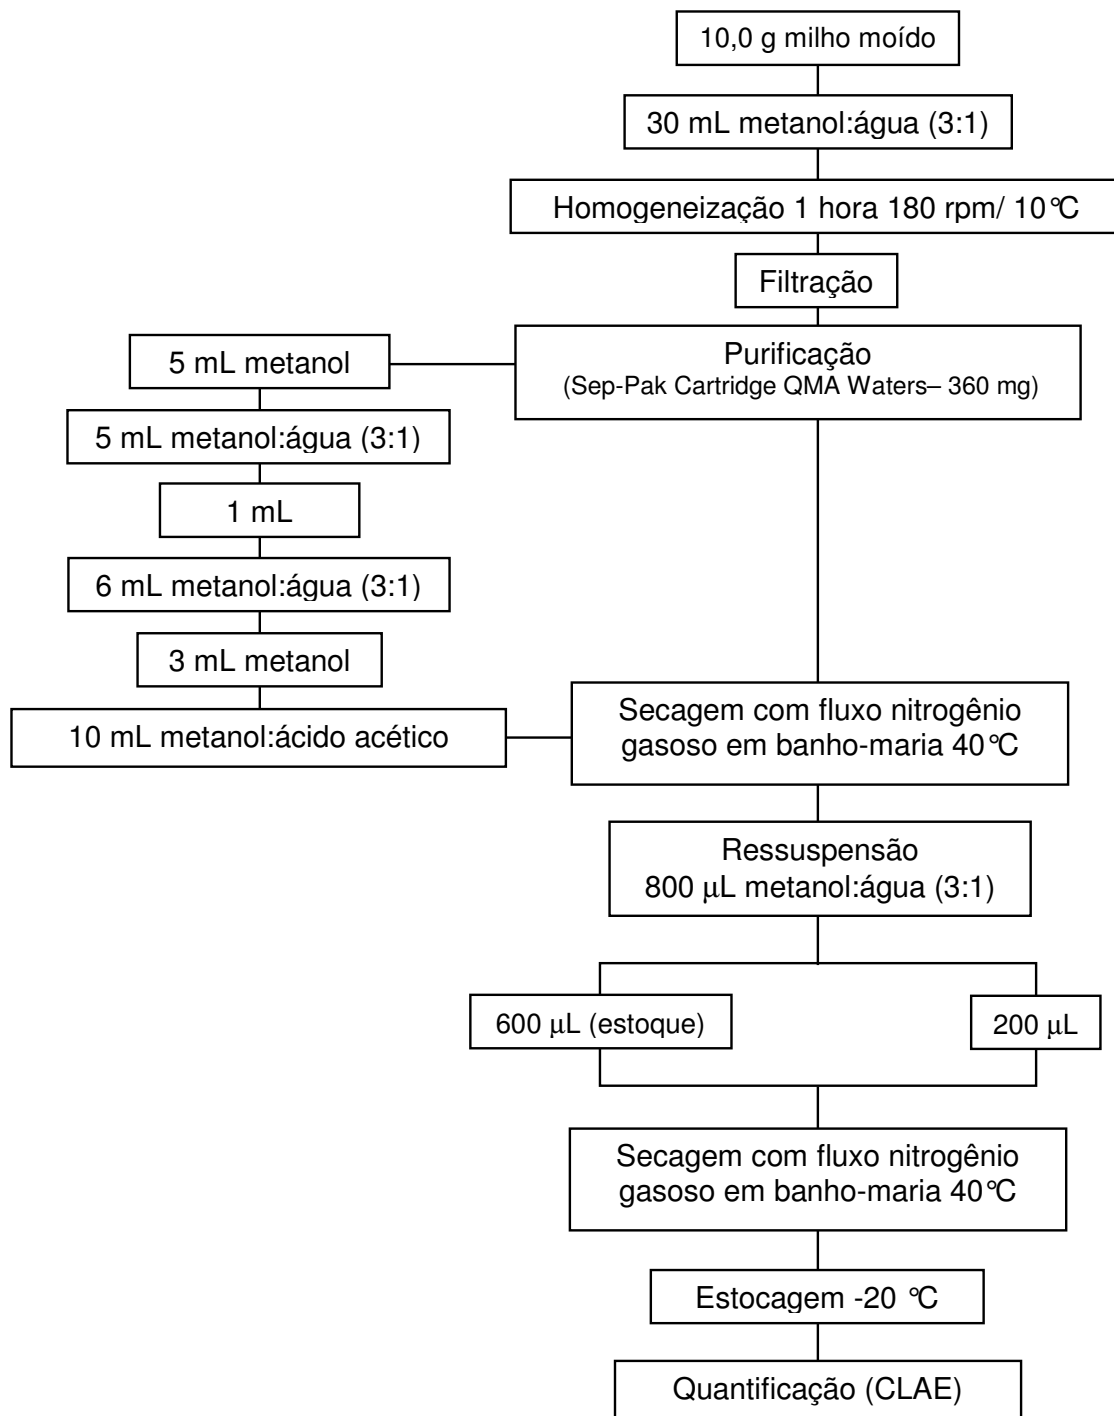 10,0 g milho moído
30 mL metanol:água (3:1)
Homogeneização 1 hora 180 rpm/ 10°C
Filtração
Purificação
(Sep-Pak Cartridge QMA Waters– 360 mg)
5 mL metanol
5 mL metanol:água (3:1)
1 mL
6 mL metanol:água (3:1)
3 mL metanol
10 mL metanol:ácido acético
Secagem com fluxo nitrogênio
gasoso em banho-maria 40°C
Ressuspensão
800 μL metanol:água (3:1)
600 μL (estoque)
200 μL
Secagem com fluxo nitrogênio
gasoso em banho-maria 40°C
Estocagem -20 °C
Quantificação (CLAE)